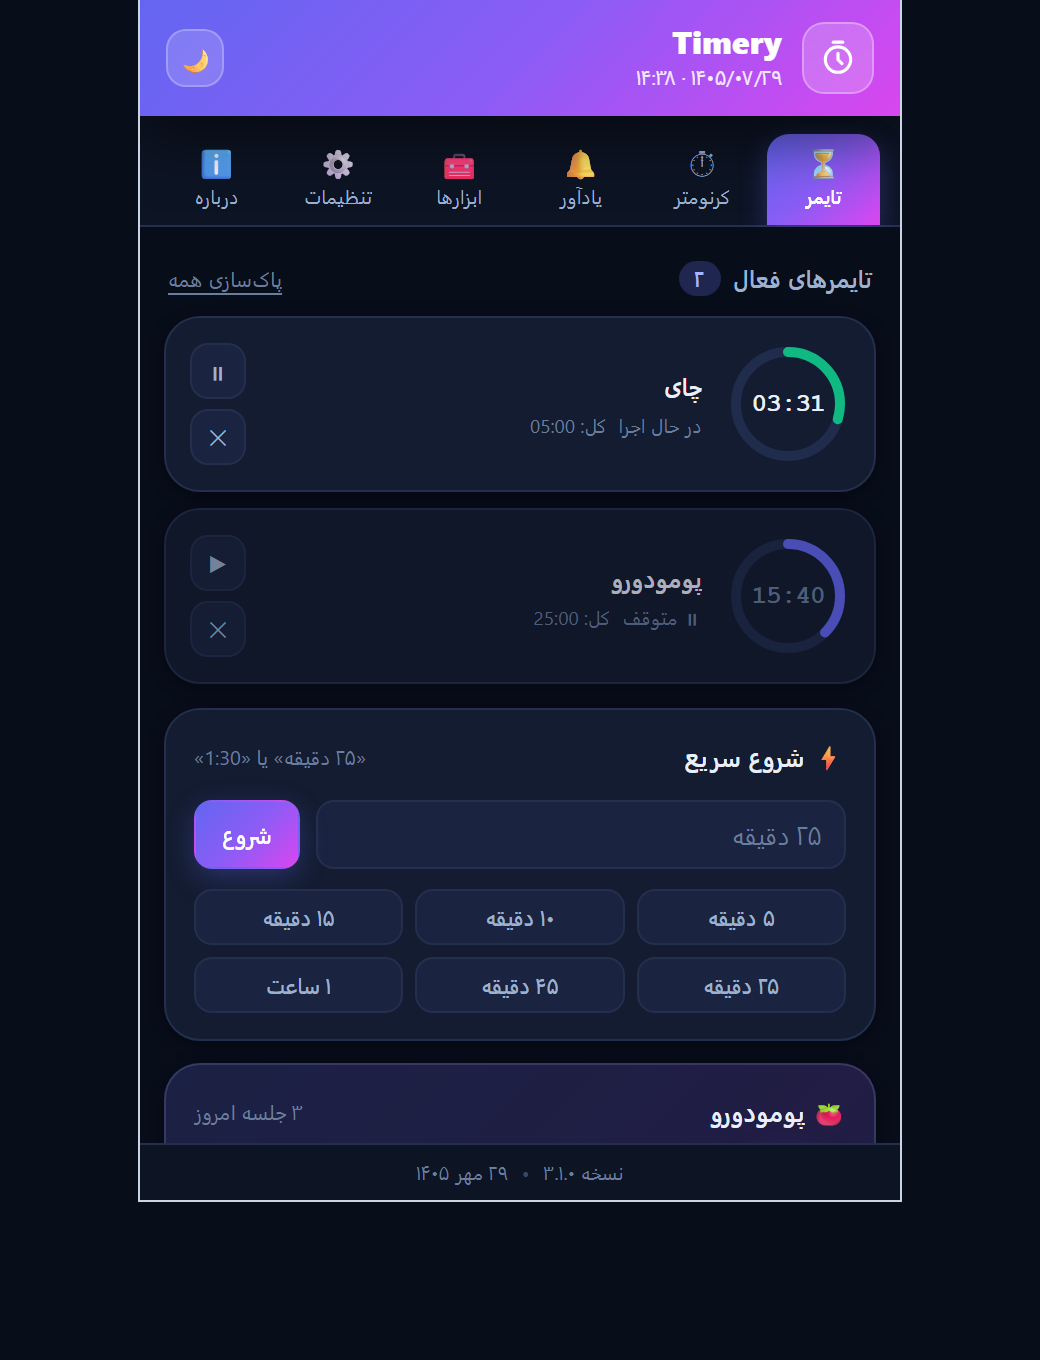 Timery
۱۴۰۵/۰۷/۲۹ · ۱۴:۳۸
تایمر
کرنومتر
یادآور
ابزارها
تنظیمات
درباره
تایمرهای فعال ۲
پاک‌سازی همه
03:31
چای
در حال اجرا کل: 05:00
15:40
پومودورو
متوقف کل: 25:00
شروع سریع
«۲۵ دقیقه» یا «1:30»
۲۵ دقیقه
شروع
۵ دقیقه
۱۰ دقیقه
۱۵ دقیقه
۲۵ دقیقه
۴۵ دقیقه
۱ ساعت
پومودورو
۳ جلسه امروز
نسخه ۳.۱.۰ • ۲۹ مهر ۱۴۰۵